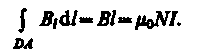 ∫ B_l dl = Bl = μ₀NI.
DA